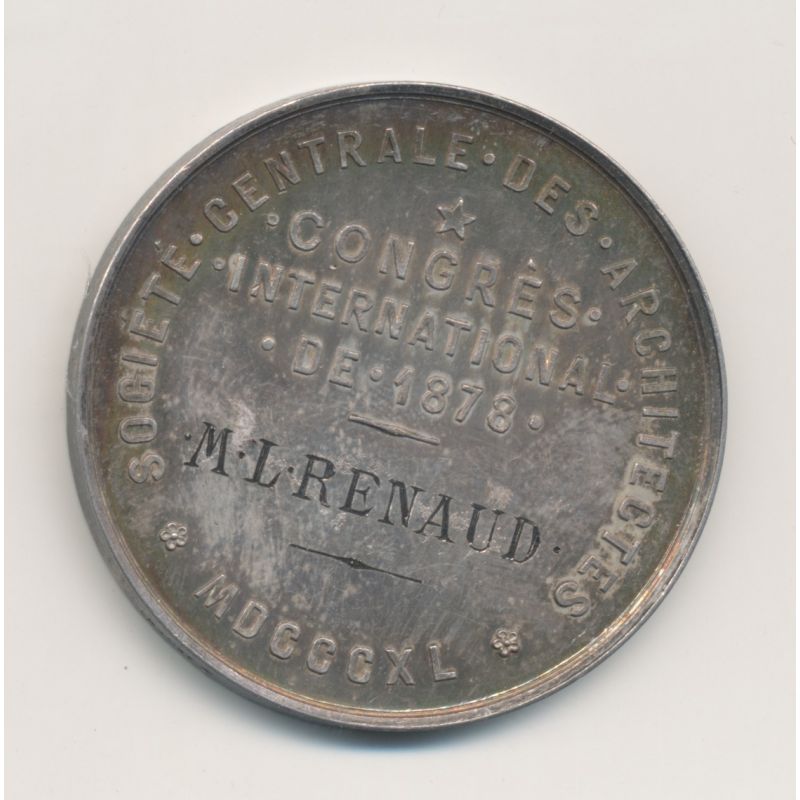 SOCIÉTÉ·CENTRALE·DES·ARCHITECTES
·CONGRÈS·
·INTERNATIONAL·
·DE·1878·
·M·L·RENAUD·
MDCCCXL